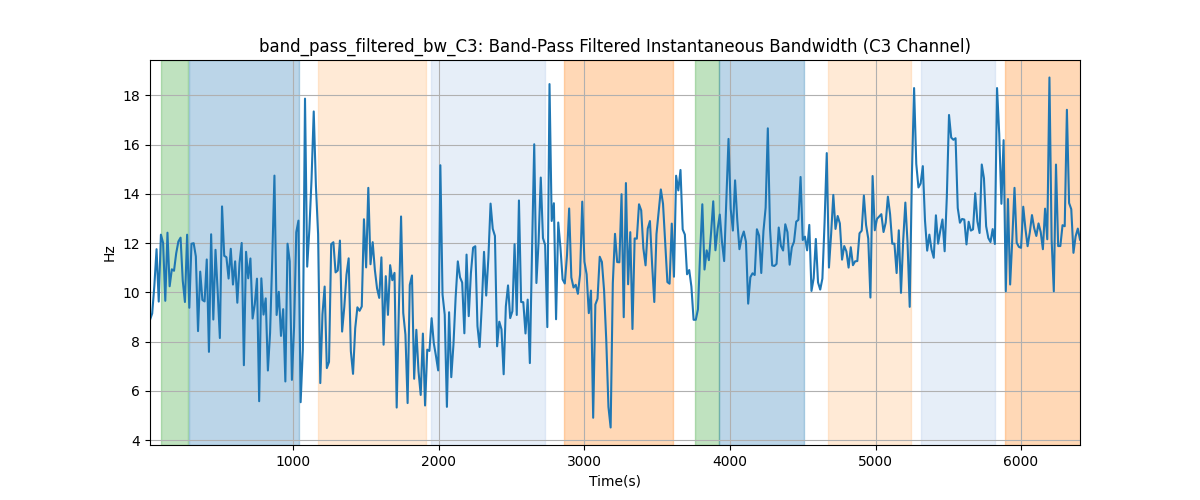 band_pass_filtered_bw_C3: Band-Pass Filtered Instantaneous Bandwidth (C3 Channel)
18
16
14
12
10
8
6
4
Hz
1000 2000 3000 4000 5000 6000
Time(s)